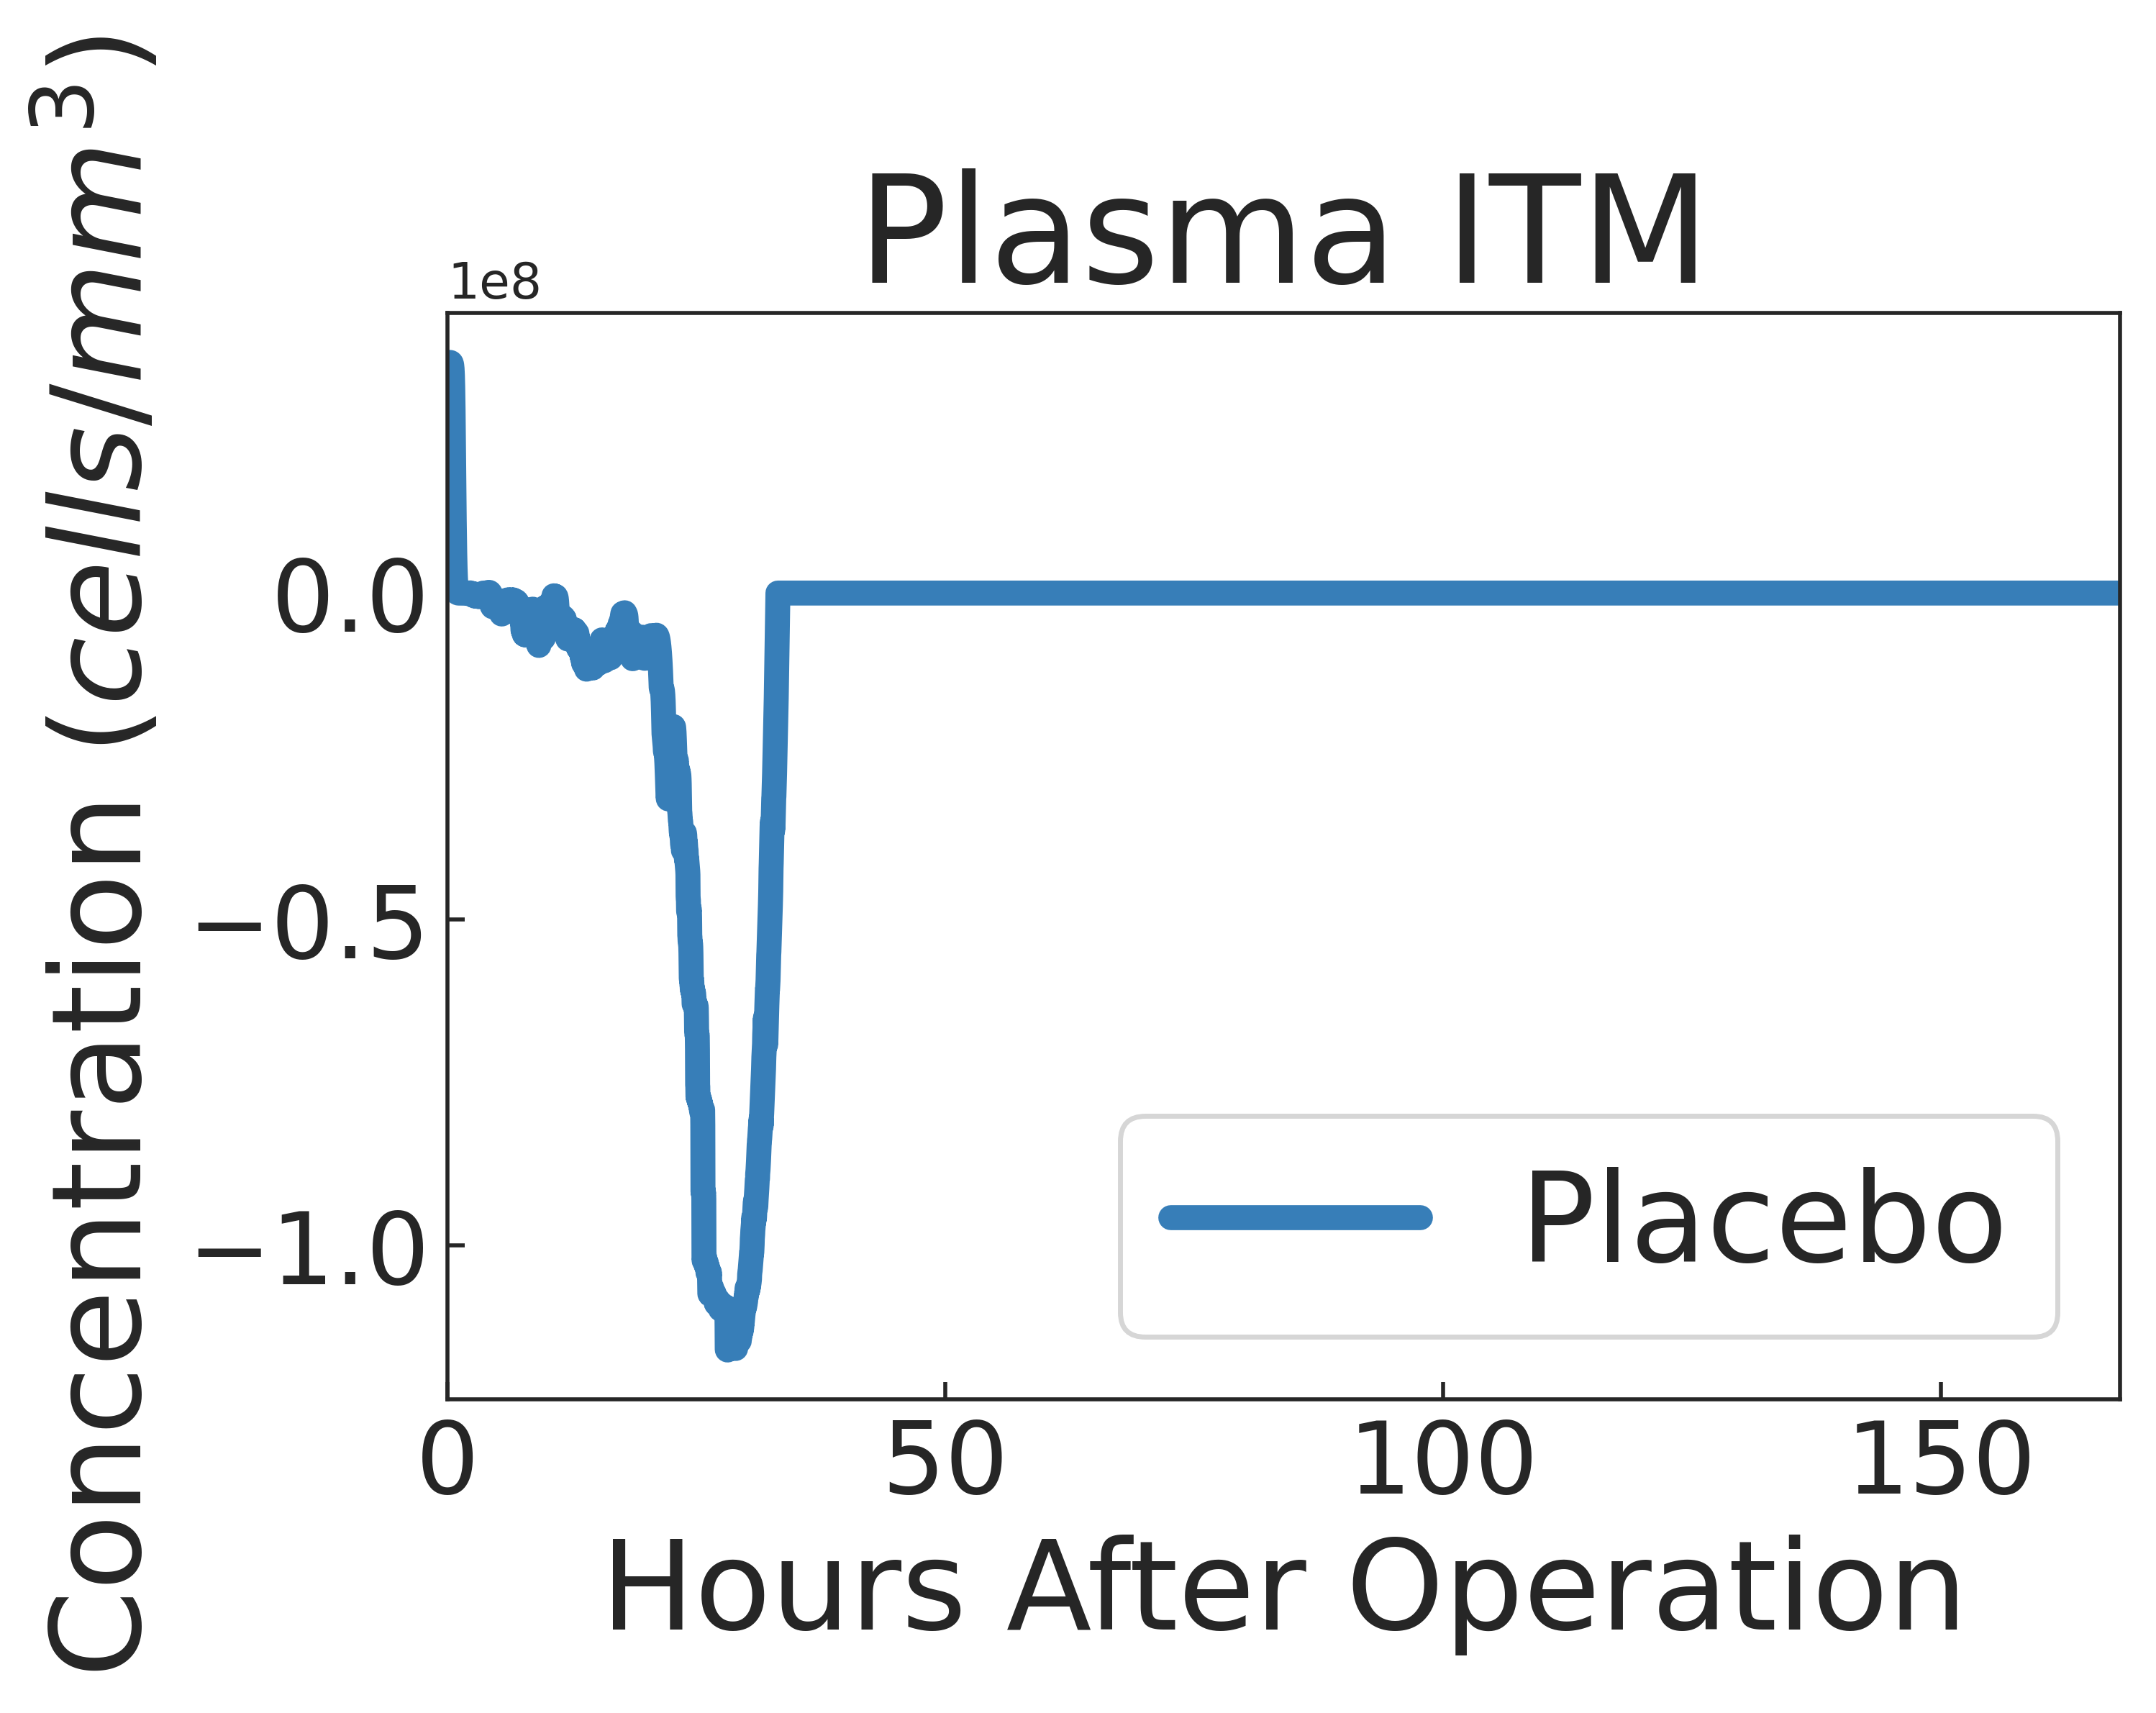 Plasma ITM
1e8
Concentration (cells/mm³)
0.0
−0.5
−1.0
Placebo
0 50 100 150
Hours After Operation